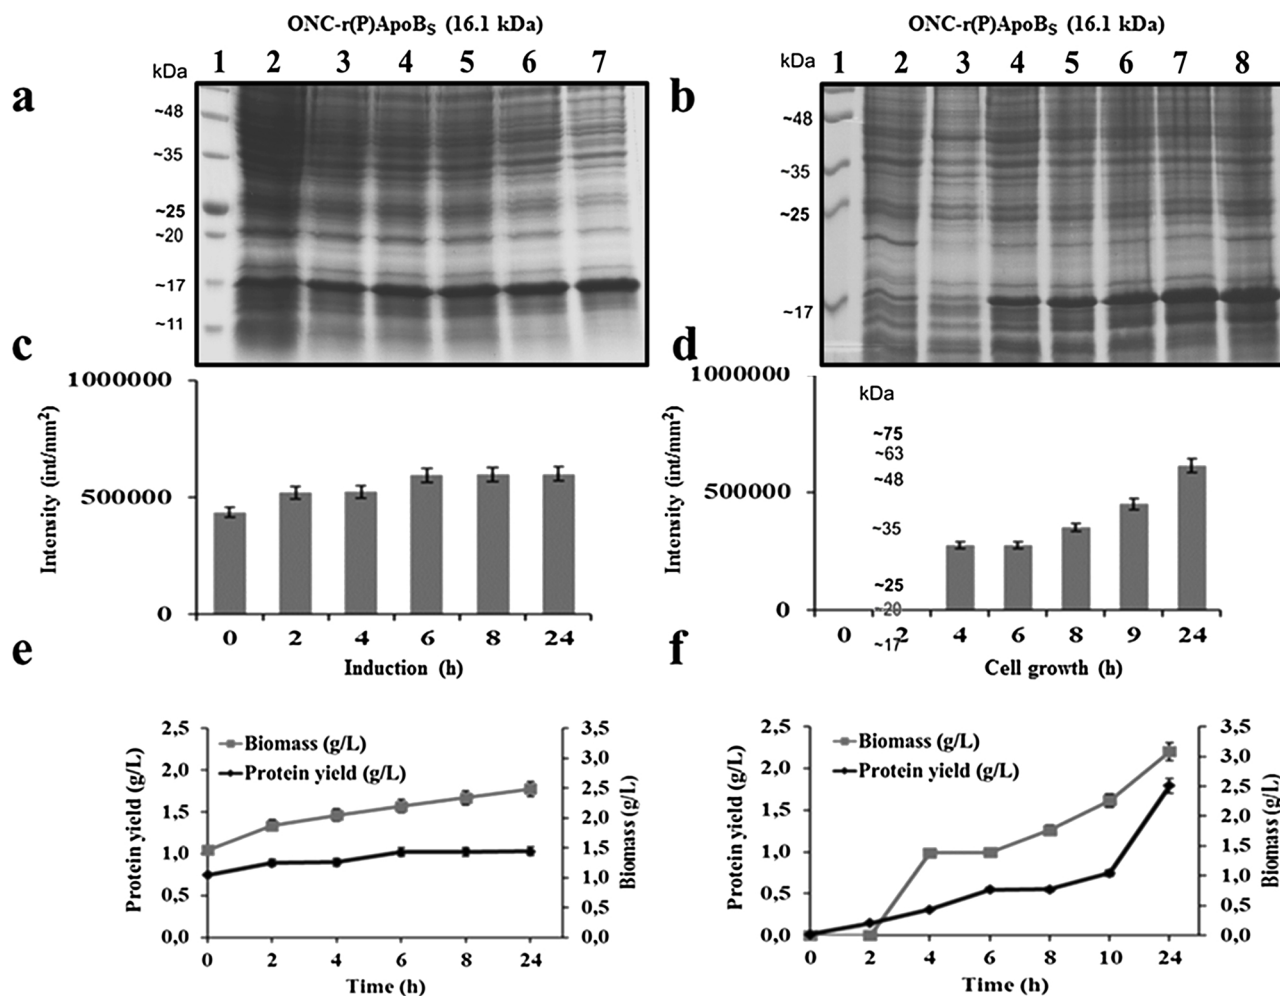 ONC-r(P)ApoBS (16.1 kDa)
a
kDa 1 2 3 4 5 6 7
~48
~35
~25
~20
~17
~11
ONC-r(P)ApoBS (16.1 kDa)
b
kDa 1 2 3 4 5 6 7 8
~48
~35
~25
~17
c
Intensity (int/mm2)
1000000
500000
0
0 2 4 6 8 24
Induction (h)
d
Intensity (int/mm2)
1000000
500000
0
kDa
~75
~63
~48
~35
~25
~20
~17
0 2 4 6 8 9 24
Cell growth (h)
e
Protein yield (g/L)
2,5
2,0
1,5
1,0
0,5
0,0
Biomass (g/L)
Protein yield (g/L)
3,5
3,0
2,5
2,0
1,5
1,0
0,5
0,0
Biomass (g/L)
0 2 4 6 8 24
Time (h)
f
Protein yield (g/L)
2.5
2.0
1.5
1.0
0.5
0.0
Biomass (g/L)
Protein yield (g/L)
3,5
3,0
2,5
2,0
1,5
1,0
0,5
0,0
Biomass (g/L)
0 2 4 6 8 10 24
Time (h)